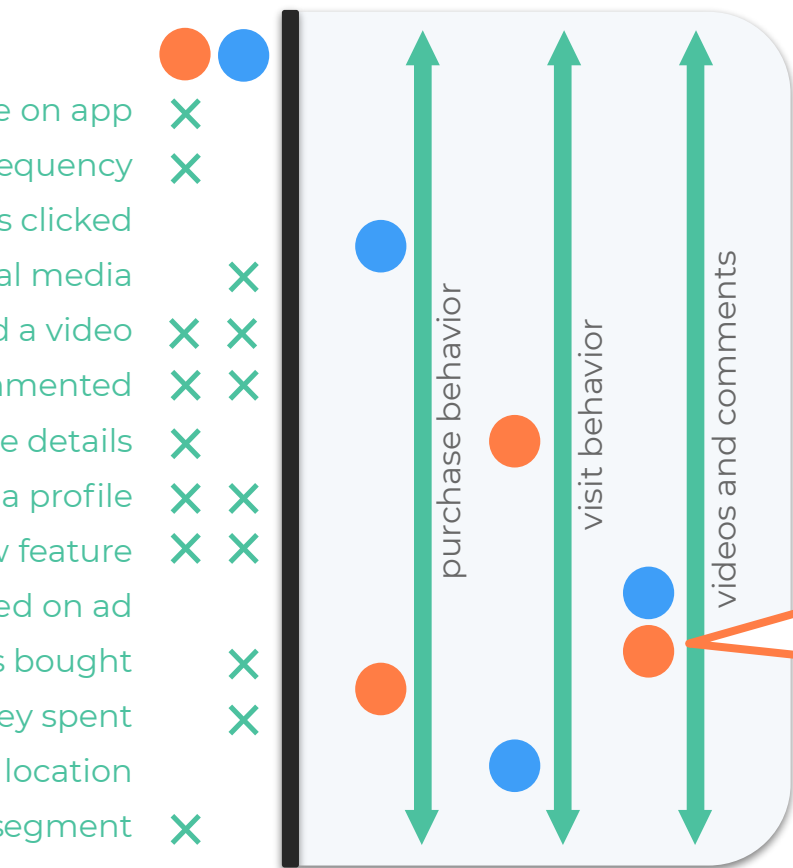 e on app
equency
s clicked
al media
d a video
mmented
e details
a profile
w feature
ed on ad
s bought
ey spent
location
segment
purchase behavior
visit behavior
videos and comments